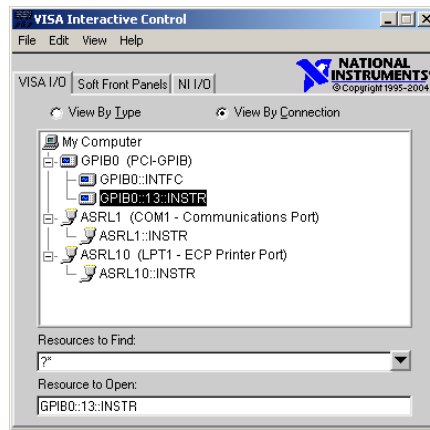 VISA Interactive Control
File Edit View Help
NATIONAL
INSTRUMENTS
© Copyright 1995-2004
VISA I/O Soft Front Panels NI I/O
View By Type View By Connection
My Computer
GPIB0 (PCI-GPIB)
GPIB0::INTFC
GPIB0::13::INSTR
ASRL1 (COM1 - Communications Port)
ASRL1::INSTR
ASRL10 (LPT1 - ECP Printer Port)
ASRL10::INSTR
Resources to Find:
?*
Resource to Open:
GPIB0::13::INSTR